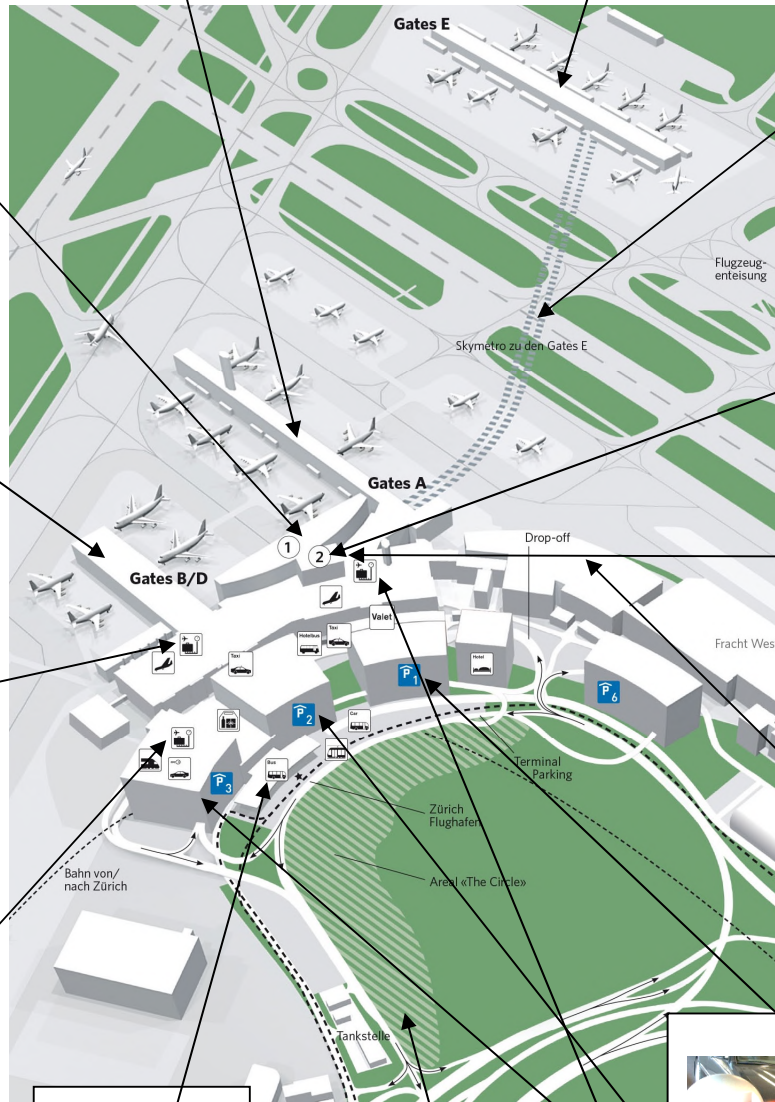 Gates E
Flugzeug-
enteisung
Skymetro zu den Gates E
Gates A
1
2
Drop-off
Gates B/D
Valet
Taxi
Hotelbus
Taxi
Hotel
Fracht Wes
P1
P6
P2
Car
Bus
P3
Terminal
Parking
Zürich
Flughafen
Bahn von/
nach Zürich
Areal «The Circle»
Tankstelle